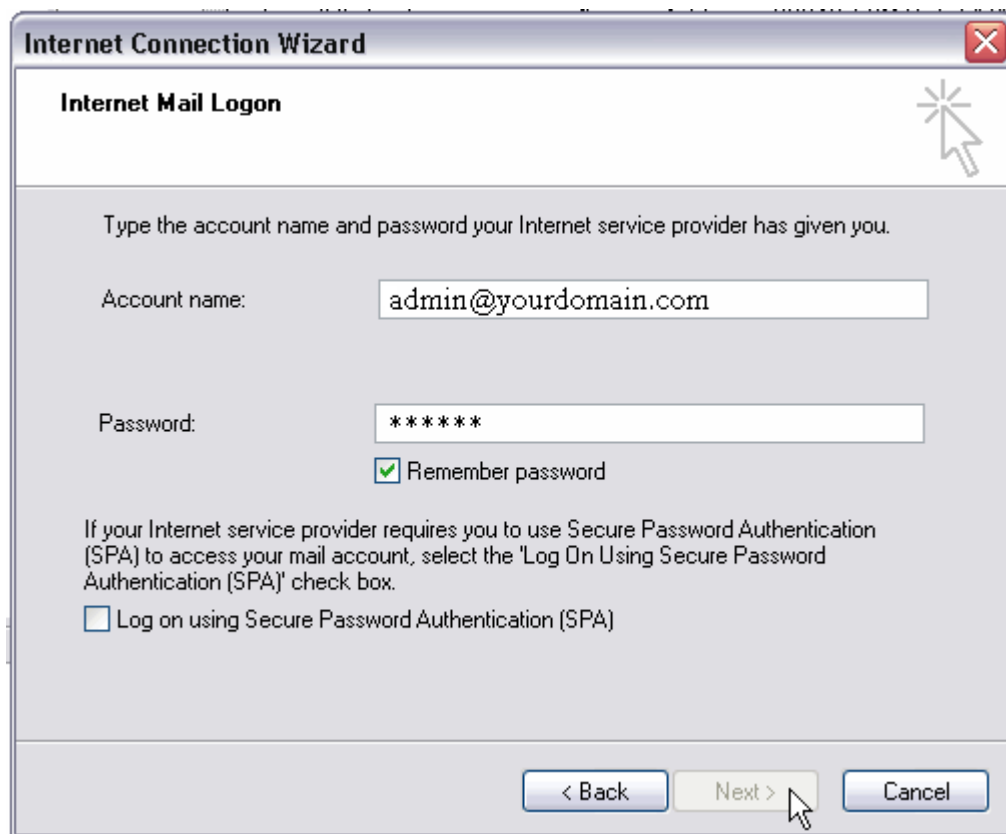 Internet Connection Wizard
Internet Mail Logon
Type the account name and password your Internet service provider has given you.
Account name:
admin@yourdomain.com
Password:
******
Remember password
If your Internet service provider requires you to use Secure Password Authentication
(SPA) to access your mail account, select the 'Log On Using Secure Password
Authentication (SPA)' check box.
Log on using Secure Password Authentication (SPA)
< Back
Next >
Cancel